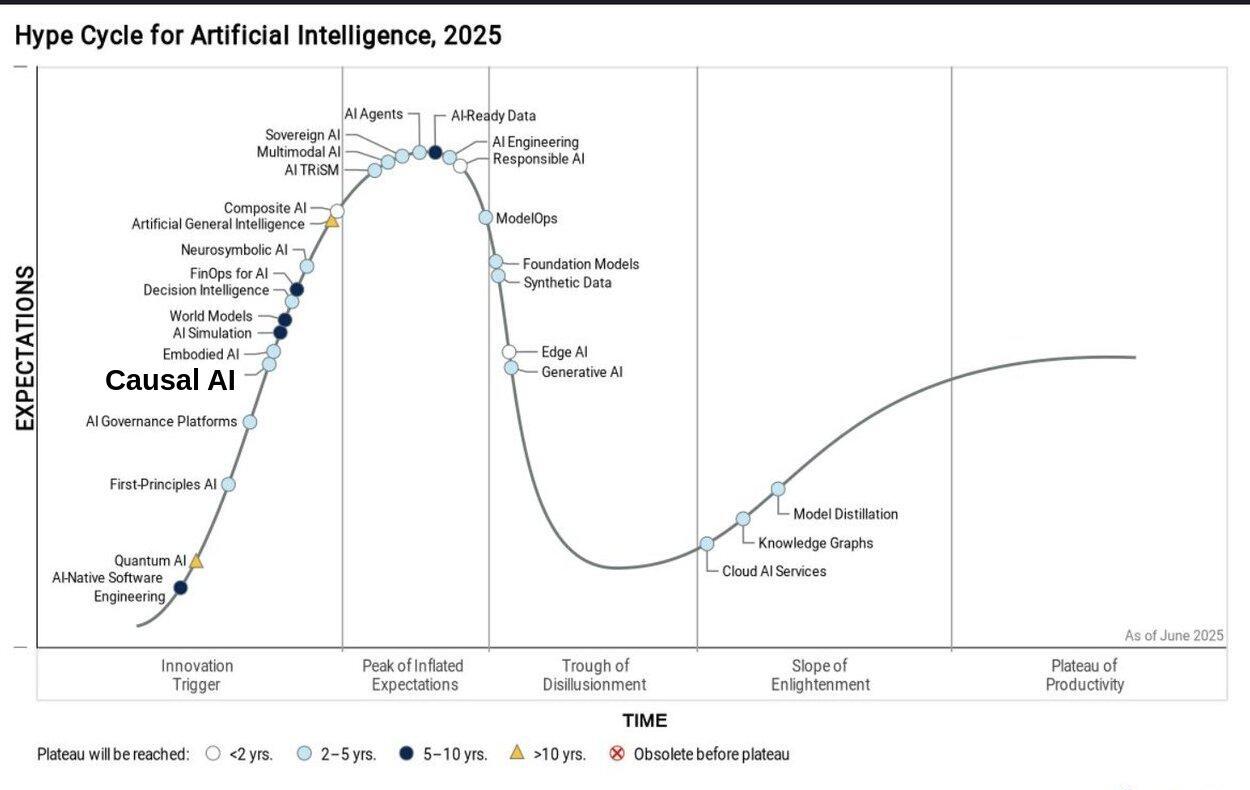 Hype Cycle for Artificial Intelligence, 2025
AI Agents
AI-Ready Data
Sovereign AI
AI Engineering
Multimodal AI
Responsible AI
AI TRiSM
Composite AI
Artificial General Intelligence
ModelOps
Neurosymbolic AI
Foundation Models
FinOps for AI
Synthetic Data
Decision Intelligence
World Models
AI Simulation
Embodied AI
Edge AI
Generative AI
Causal AI
AI Governance Platforms
First-Principles AI
Model Distillation
Knowledge Graphs
Quantum AI
Cloud AI Services
AI-Native Software
Engineering
EXPECTATIONS
As of June 2025
Innovation
Trigger
Peak of Inflated
Expectations
Trough of
Disillusionment
Slope of
Enlightenment
Plateau of
Productivity
TIME
Plateau will be reached: <2 yrs. 2–5 yrs. 5–10 yrs. >10 yrs. Obsolete before plateau